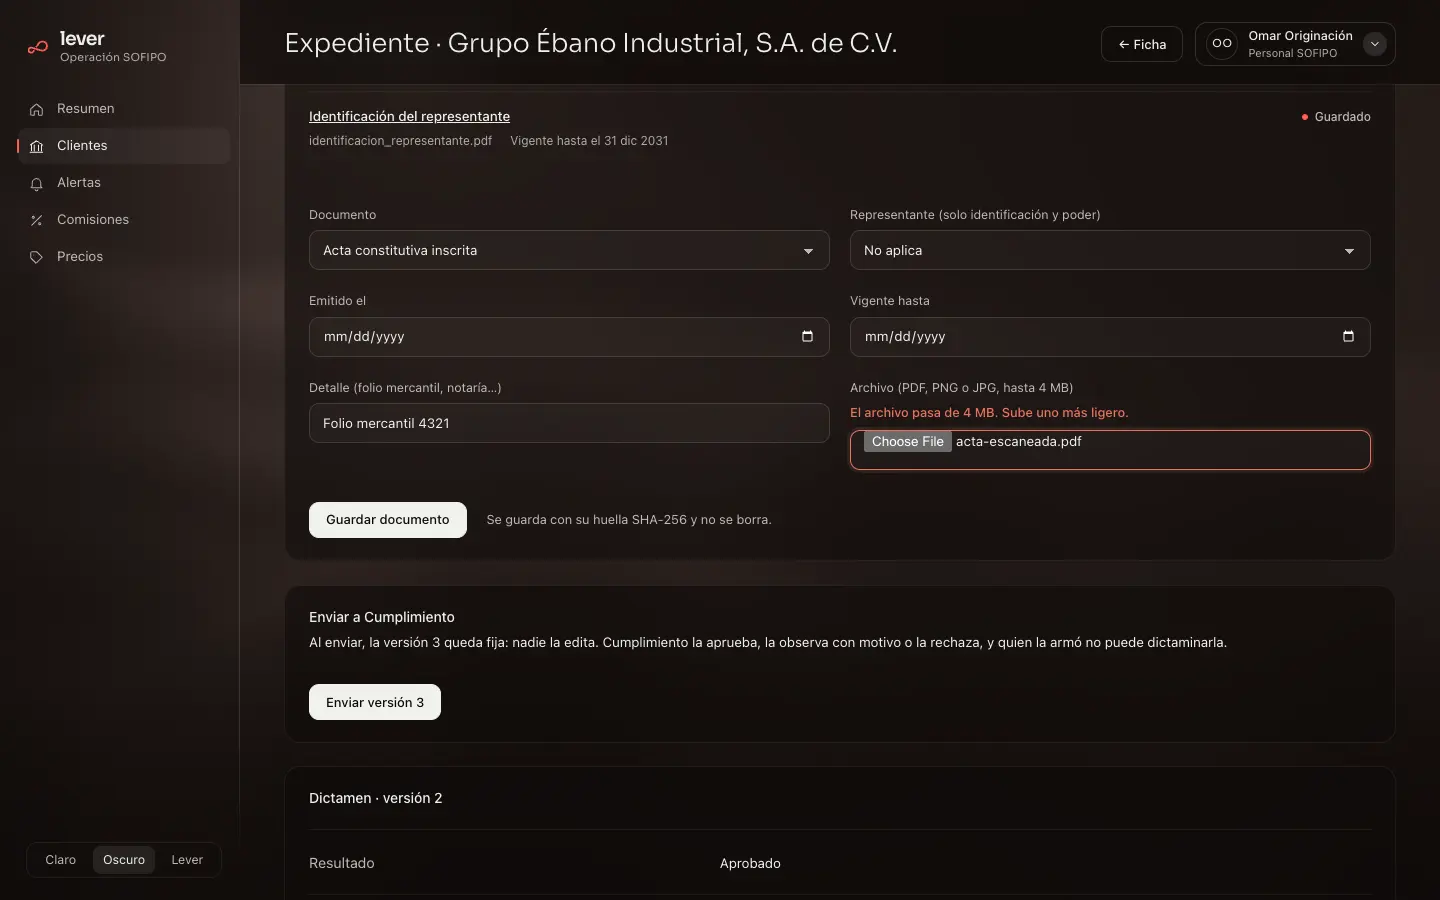 lever
Operación SOFIPO
Resumen
Clientes
Alertas
Comisiones
Precios
Claro
Oscuro
Lever
Expediente · Grupo Ébano Industrial, S.A. de C.V.
← Ficha
OO
Omar Originación
Personal SOFIPO
Identificación del representante
Guardado
identificacion_representante.pdf
Vigente hasta el 31 dic 2031
Documento
Representante (solo identificación y poder)
Acta constitutiva inscrita
No aplica
Emitido el
Vigente hasta
mm/dd/yyyy
mm/dd/yyyy
Detalle (folio mercantil, notaría...)
Archivo (PDF, PNG o JPG, hasta 4 MB)
El archivo pasa de 4 MB. Sube uno más ligero.
Folio mercantil 4321
Choose File acta-escaneada.pdf
Guardar documento
Se guarda con su huella SHA-256 y no se borra.
Enviar a Cumplimiento
Al enviar, la versión 3 queda fija: nadie la edita. Cumplimiento la aprueba, la observa con motivo o la rechaza, y quien la armó no puede dictaminarla.
Enviar versión 3
Dictamen · versión 2
Resultado
Aprobado